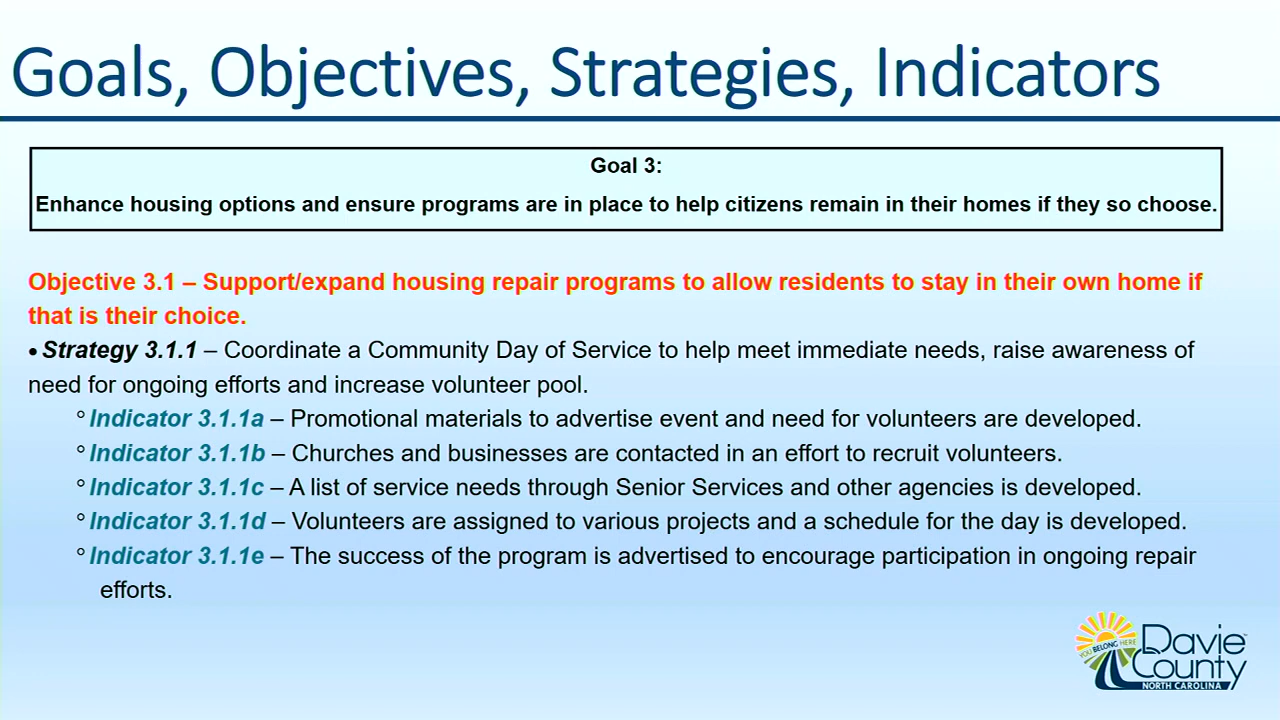 Goals, Objectives, Strategies, Indicators
Goal 3:
Enhance housing options and ensure programs are in place to help citizens remain in their homes if they so choose.
Objective 3.1 – Support/expand housing repair programs to allow residents to stay in their own home if
that is their choice.
• Strategy 3.1.1 – Coordinate a Community Day of Service to help meet immediate needs, raise awareness of
need for ongoing efforts and increase volunteer pool.
° Indicator 3.1.1a – Promotional materials to advertise event and need for volunteers are developed.
° Indicator 3.1.1b – Churches and businesses are contacted in an effort to recruit volunteers.
° Indicator 3.1.1c – A list of service needs through Senior Services and other agencies is developed.
° Indicator 3.1.1d – Volunteers are assigned to various projects and a schedule for the day is developed.
° Indicator 3.1.1e – The success of the program is advertised to encourage participation in ongoing repair
efforts.
YOU BELONG HERE
Davie
County
NORTH CAROLINA